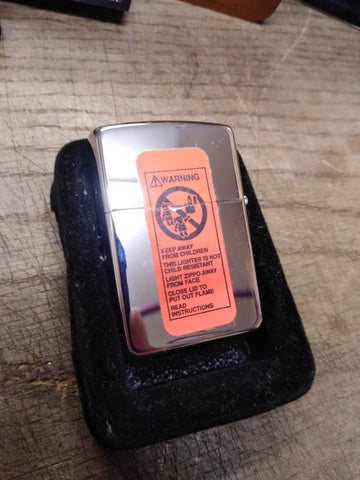 ⚠WARNING
KEEP AWAY
FROM CHILDREN
THIS LIGHTER IS NOT
CHILD RESISTANT
LIGHT ZIPPO AWAY
FROM FACE
CLOSE LID TO
PUT OUT FLAME
READ
INSTRUCTIONS